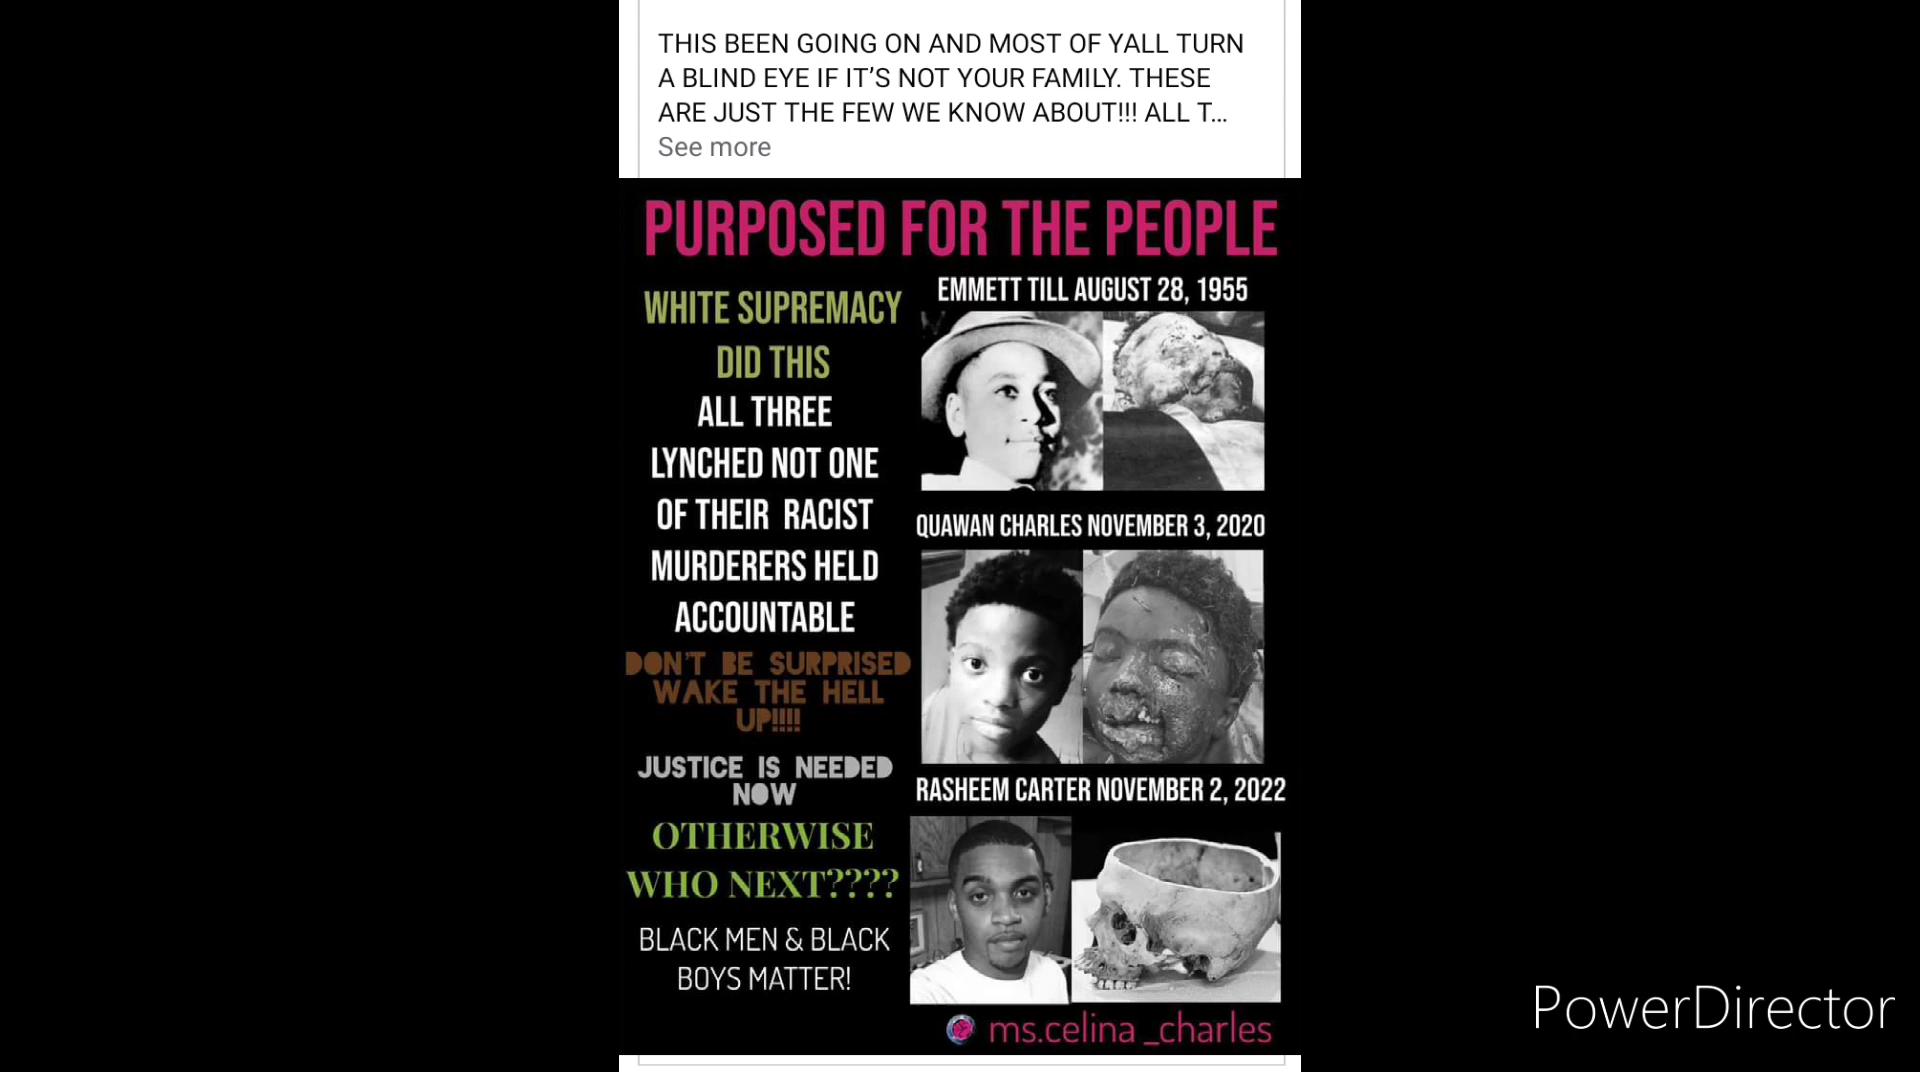 THIS BEEN GOING ON AND MOST OF YALL TURN
A BLIND EYE IF IT’S NOT YOUR FAMILY. THESE
ARE JUST THE FEW WE KNOW ABOUT!!! ALL T...
See more
PURPOSED FOR THE PEOPLE
WHITE SUPREMACY
DID THIS
ALL THREE
LYNCHED NOT ONE
OF THEIR RACIST
MURDERERS HELD
ACCOUNTABLE
DON'T BE SURPRISED
WAKE THE HELL
UP!!!!
JUSTICE IS NEEDED
NOW
OTHERWISE
WHO NEXT????
BLACK MEN & BLACK
BOYS MATTER!
EMMETT TILL AUGUST 28, 1955
QUAWAN CHARLES NOVEMBER 3, 2020
RASHEEM CARTER NOVEMBER 2, 2022
ms.celina_charles
PowerDirector